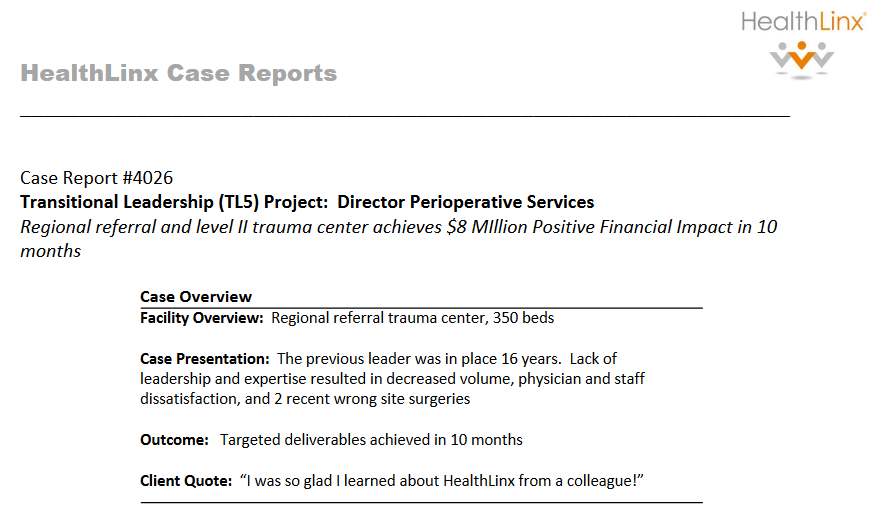 HealthLinx®
HealthLinx Case Reports
Case Report #4026
Transitional Leadership (TL5) Project:  Director Perioperative Services
Regional referral and level II trauma center achieves $8 MIllion Positive Financial Impact in 10
months
Case Overview
Facility Overview:  Regional referral trauma center, 350 beds
Case Presentation:  The previous leader was in place 16 years.  Lack of
leadership and expertise resulted in decreased volume, physician and staff
dissatisfaction, and 2 recent wrong site surgeries
Outcome:   Targeted deliverables achieved in 10 months
Client Quote:  “I was so glad I learned about HealthLinx from a colleague!”